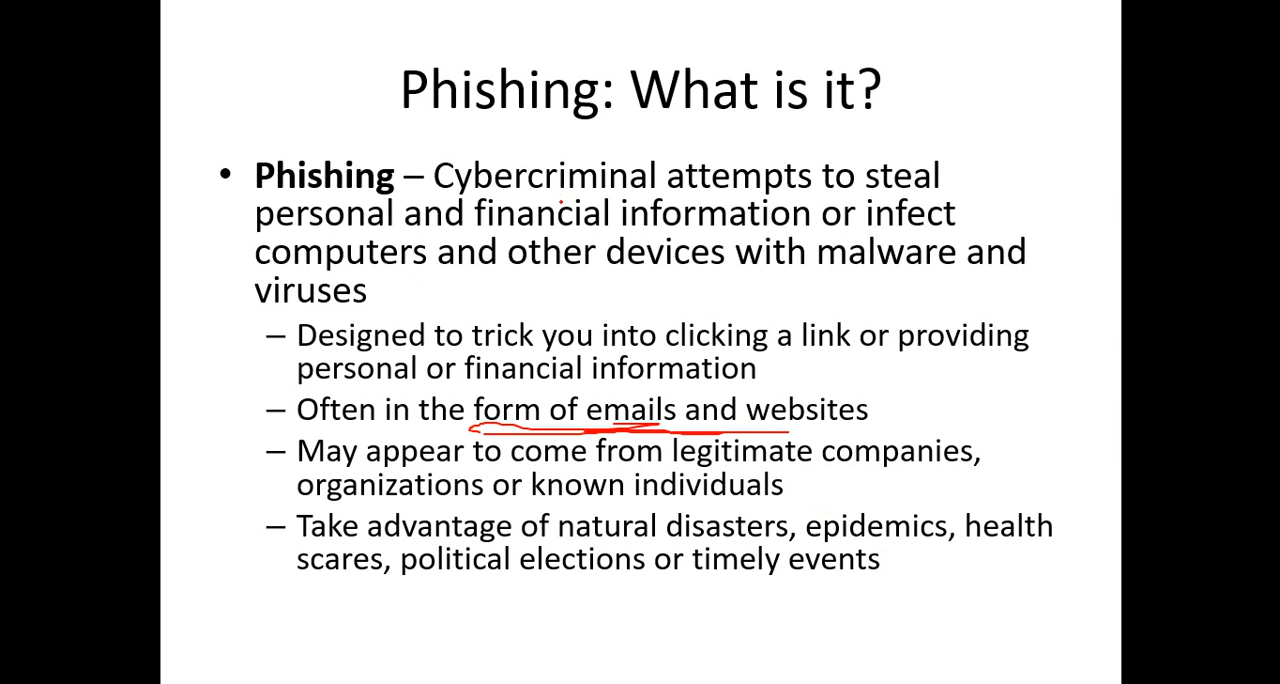 Phishing: What is it?
• Phishing – Cybercriminal attempts to steal
personal and financial information or infect
computers and other devices with malware and
viruses
– Designed to trick you into clicking a link or providing
personal or financial information
– Often in the form of emails and websites
– May appear to come from legitimate companies,
organizations or known individuals
– Take advantage of natural disasters, epidemics, health
scares, political elections or timely events